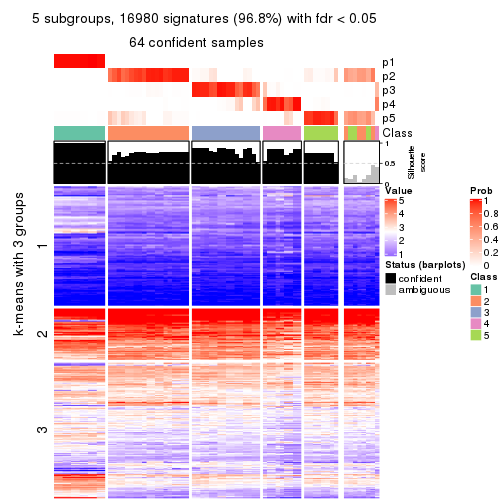 5 subgroups, 16980 signatures (96.8%) with fdr < 0.05
64 confident samples
p1
p2
p3
p4
p5
Class
1
0.5
0
Silhouette
score
k-means with 3 groups
1
2
3
Value
5
4
3
2
1
Status (barplots)
confident
ambiguous
Prob
1
0.8
0.6
0.4
0.2
0
Class
1
2
3
4
5